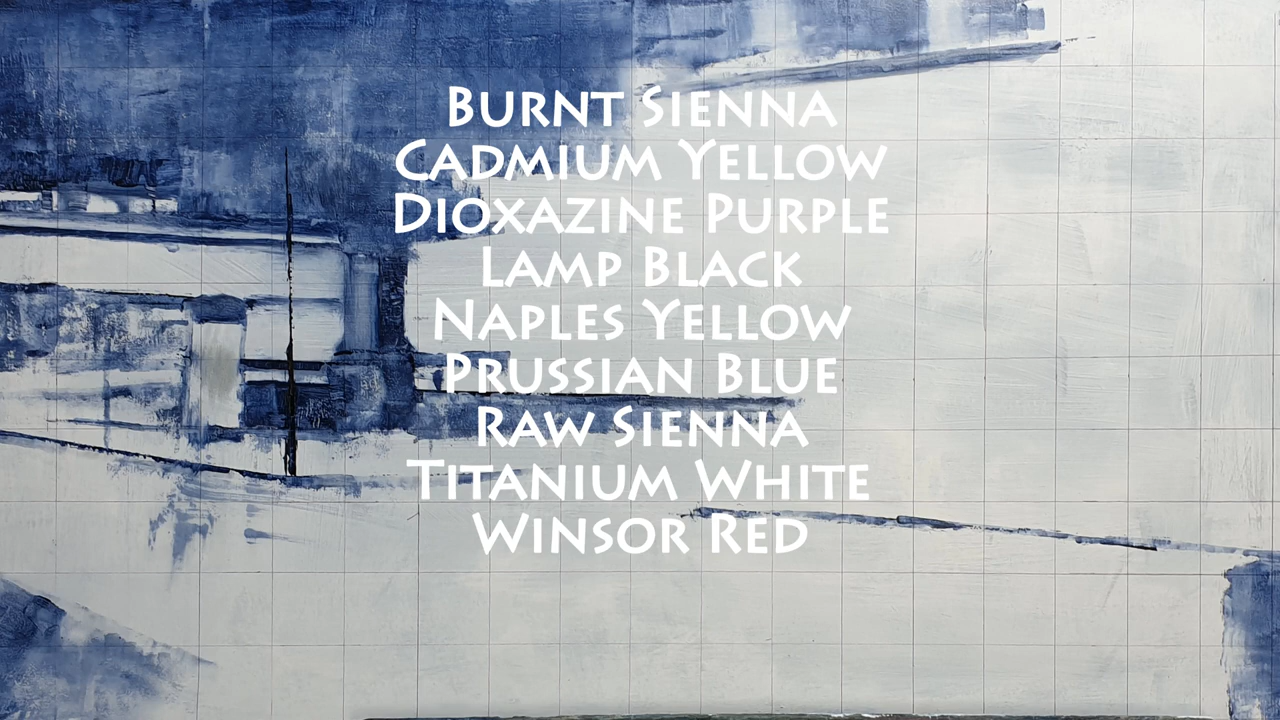 Burnt Sienna
Cadmium Yellow
Dioxazine Purple
Lamp Black
Naples Yellow
Prussian Blue
Raw Sienna
Titanium White
Winsor Red